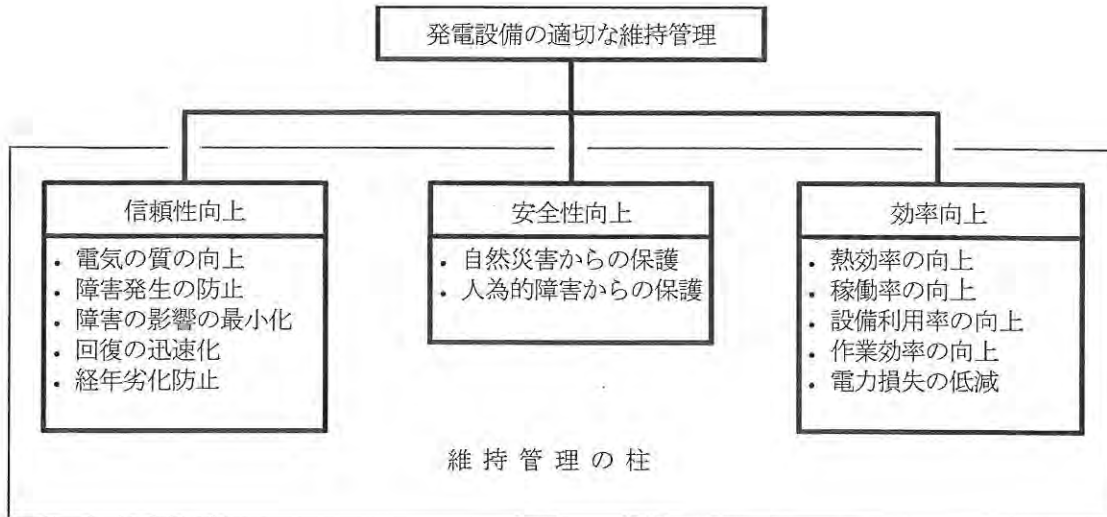 発電設備の適切な維持管理
信頼性向上
・電気の質の向上
・障害発生の防止
・障害の影響の最小化
・回復の迅速化
・経年劣化防止
安全性向上
・自然災害からの保護
・人為的障害からの保護
効率向上
・熱効率の向上
・稼働率の向上
・設備利用率の向上
・作業効率の向上
・電力損失の低減
維持管理の柱